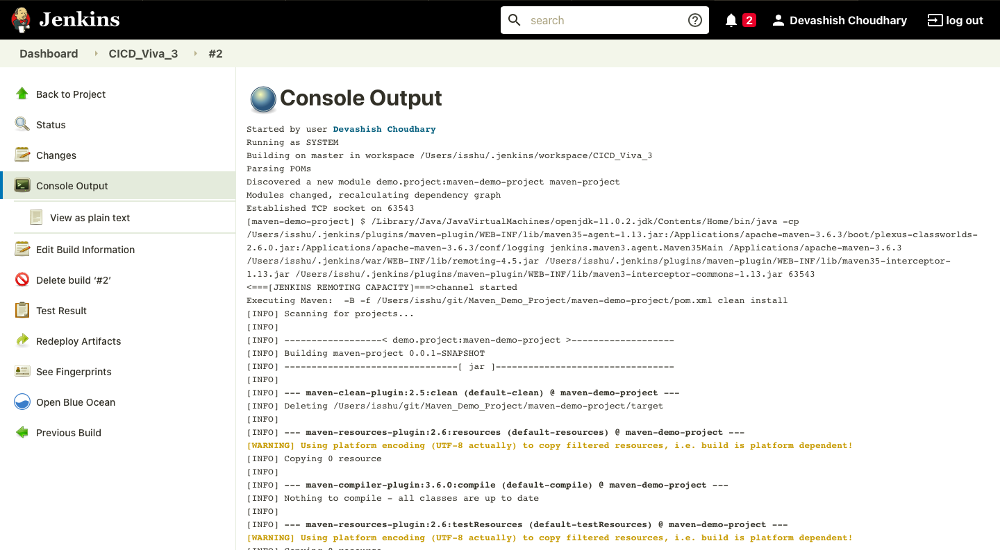 Jenkins
search
2
Devashish Choudhary
log out
Dashboard
CICD_Viva_3
#2
Back to Project
Status
Changes
Console Output
View as plain text
Edit Build Information
Delete build ‘#2’
Test Result
Redeploy Artifacts
See Fingerprints
Open Blue Ocean
Previous Build
Console Output
Started by user Devashish Choudhary
Running as SYSTEM
Building on master in workspace /Users/isshu/.jenkins/workspace/CICD_Viva_3
Parsing POMs
Discovered a new module demo.project:maven-demo-project maven-project
Modules changed, recalculating dependency graph
Established TCP socket on 63543
[maven-demo-project] $ /Library/Java/JavaVirtualMachines/openjdk-11.0.2.jdk/Contents/Home/bin/java -cp
/Users/isshu/.jenkins/plugins/maven-plugin/WEB-INF/lib/maven35-agent-1.13.jar:/Applications/apache-maven-3.6.3/boot/plexus-classworlds-
2.6.0.jar:/Applications/apache-maven-3.6.3/conf/logging jenkins.maven3.agent.Maven35Main /Applications/apache-maven-3.6.3
/Users/isshu/.jenkins/war/WEB-INF/lib/remoting-4.5.jar /Users/isshu/.jenkins/plugins/maven-plugin/WEB-INF/lib/maven35-interceptor-
1.13.jar /Users/isshu/.jenkins/plugins/maven-plugin/WEB-INF/lib/maven3-interceptor-commons-1.13.jar 63543
<===[JENKINS REMOTING CAPACITY]===>channel started
Executing Maven:  -B -f /Users/isshu/git/Maven_Demo_Project/maven-demo-project/pom.xml clean install
[INFO] Scanning for projects...
[INFO]
[INFO] ------------------< demo.project:maven-demo-project >-------------------
[INFO] Building maven-project 0.0.1-SNAPSHOT
[INFO] --------------------------------[ jar ]---------------------------------
[INFO]
[INFO] --- maven-clean-plugin:2.5:clean (default-clean) @ maven-demo-project ---
[INFO] Deleting /Users/isshu/git/Maven_Demo_Project/maven-demo-project/target
[INFO]
[INFO] --- maven-resources-plugin:2.6:resources (default-resources) @ maven-demo-project ---
[WARNING] Using platform encoding (UTF-8 actually) to copy filtered resources, i.e. build is platform dependent!
[INFO] Copying 0 resource
[INFO]
[INFO] --- maven-compiler-plugin:3.6.0:compile (default-compile) @ maven-demo-project ---
[INFO] Nothing to compile - all classes are up to date
[INFO]
[INFO] --- maven-resources-plugin:2.6:testResources (default-testResources) @ maven-demo-project ---
[WARNING] Using platform encoding (UTF-8 actually) to copy filtered resources, i.e. build is platform dependent!
[INFO] Copying 0 resource